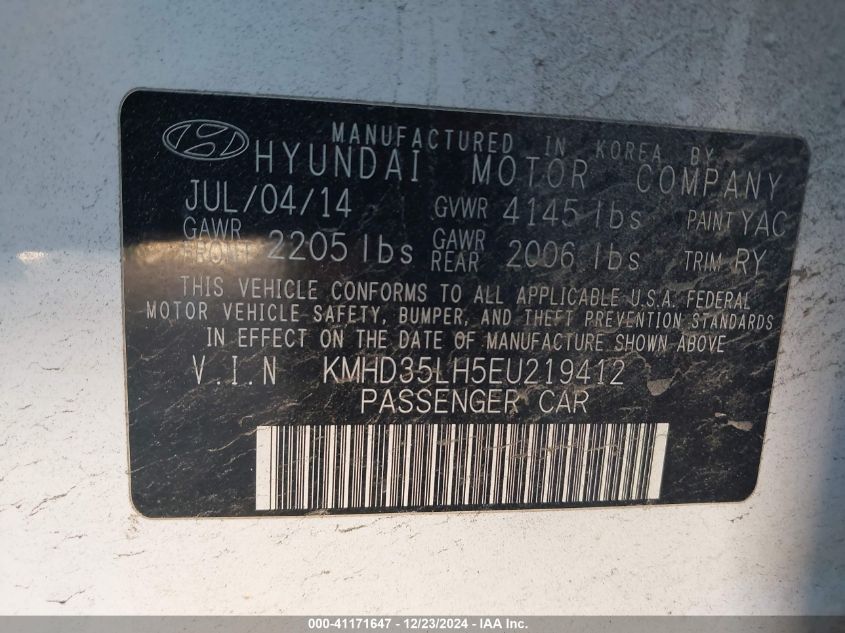 MANUFACTURED IN KOREA BY
HYUNDAI MOTOR COMPANY
JUL/04/14 GVWR 4145 lbs PAINT YAC
GAWR FRONT 2205 lbs GAWR REAR 2006 lbs TRIM RY
THIS VEHICLE CONFORMS TO ALL APPLICABLE U.S.A. FEDERAL
MOTOR VEHICLE SAFETY, BUMPER, AND THEFT PREVENTION STANDARDS
IN EFFECT ON THE DATE OF MANUFACTURE SHOWN ABOVE
V.I.N KMHD35LH5EU219412
PASSENGER CAR
000-41171647 - 12/23/2024 - IAA Inc.